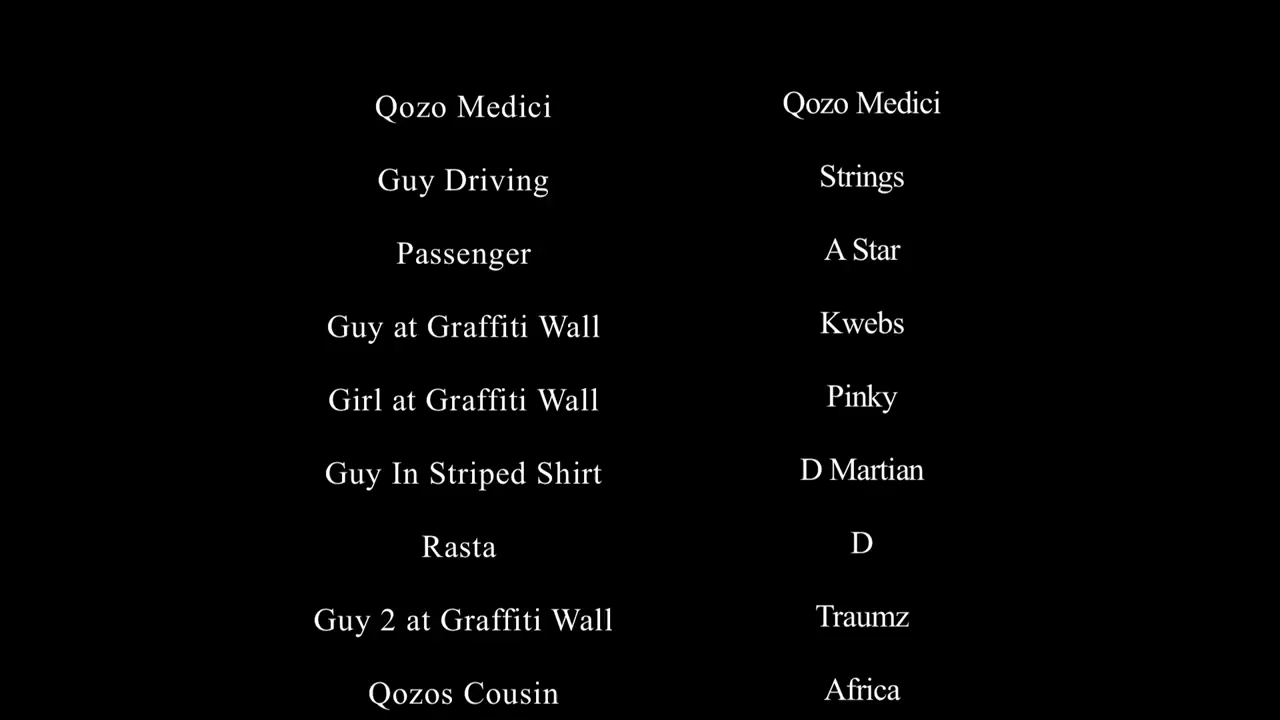 Qozo Medici Qozo Medici
Guy Driving Strings
Passenger A Star
Guy at Graffiti Wall Kwebs
Girl at Graffiti Wall Pinky
Guy In Striped Shirt D Martian
Rasta D
Guy 2 at Graffiti Wall Traumz
Qozos Cousin Africa